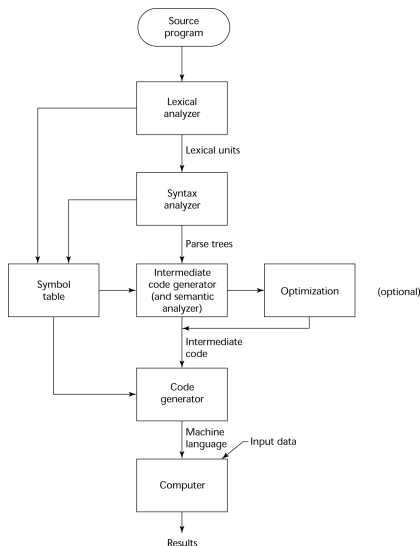 Source
program
Lexical
analyzer
Lexical units
Syntax
analyzer
Parse trees
Symbol
table
Intermediate
code generator
(and semantic
analyzer)
Optimization
(optional)
Intermediate
code
Code
generator
Machine
language
Input data
Computer
Results